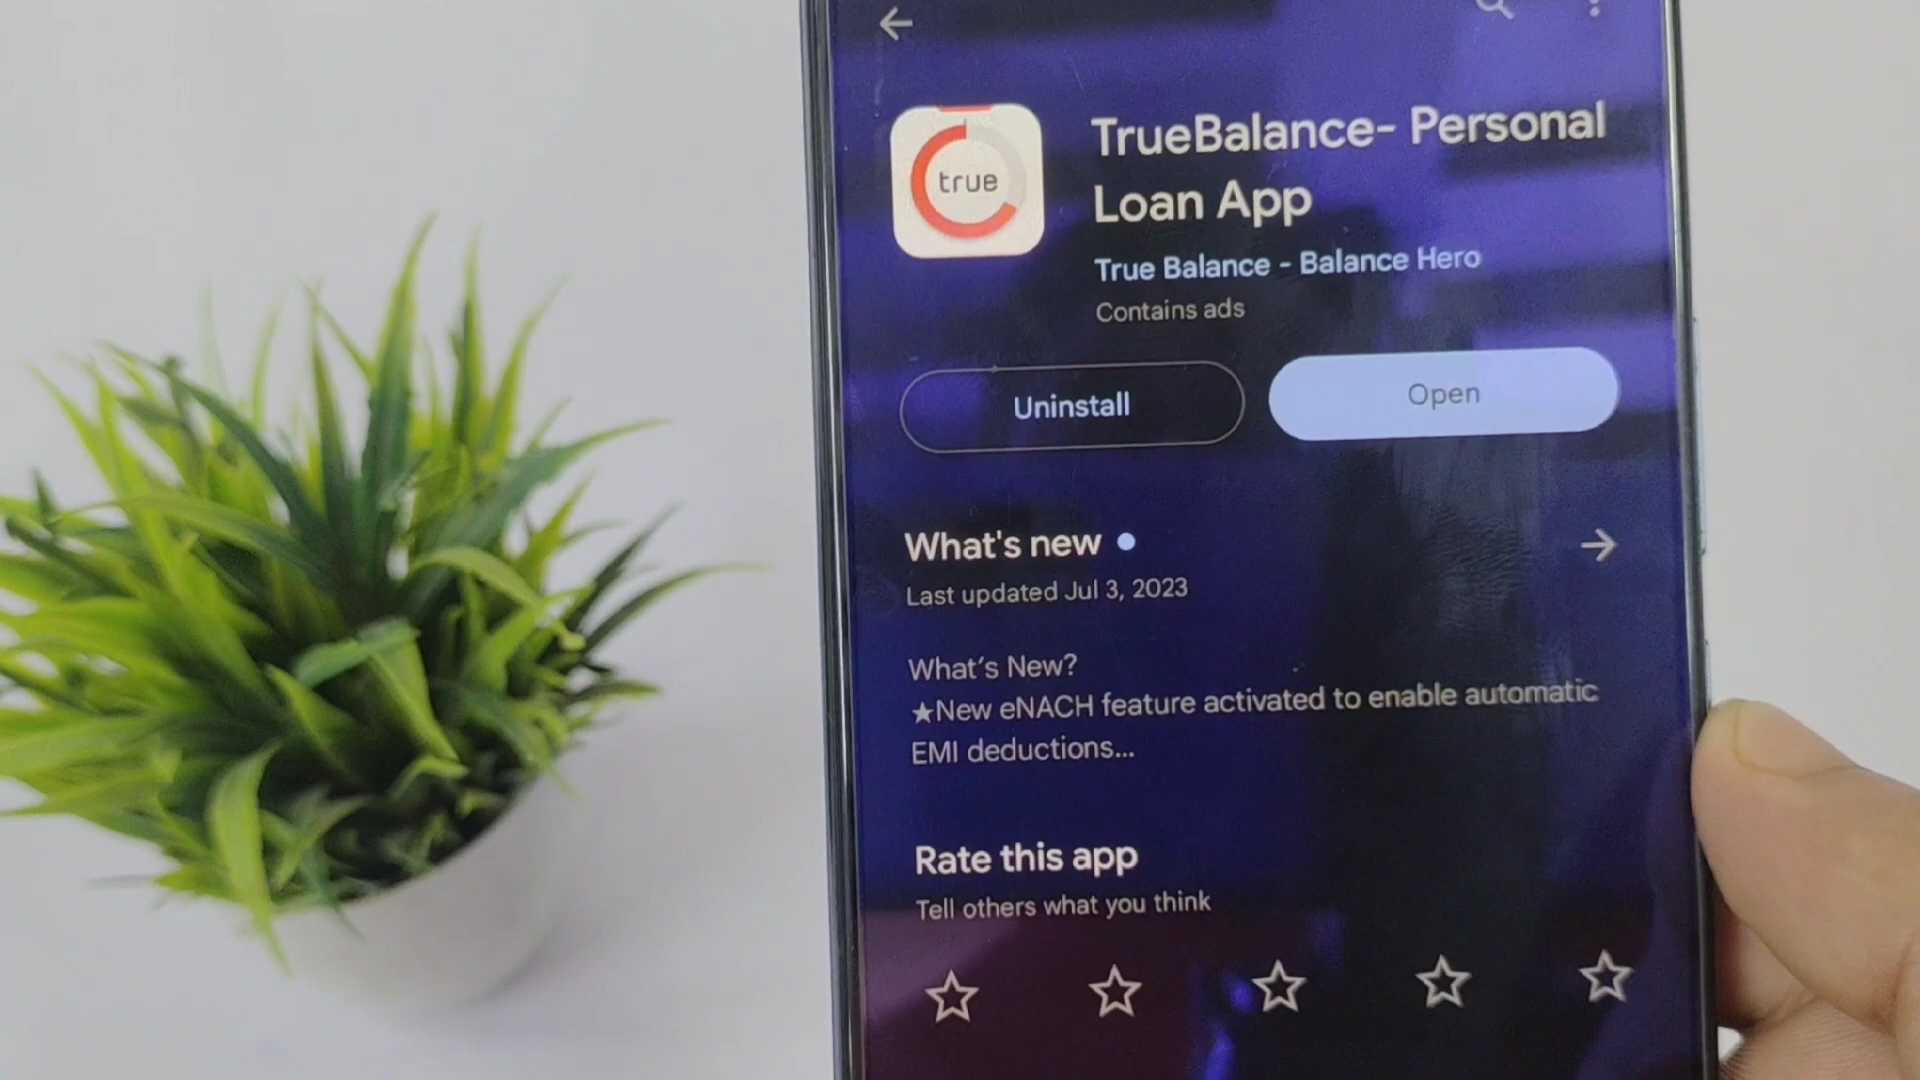 true
TrueBalance- Personal
Loan App
True Balance - Balance Hero
Contains ads
Uninstall
Open
What's new
Last updated Jul 3, 2023
What's New?
★New eNACH feature activated to enable automatic
EMI deductions...
Rate this app
Tell others what you think